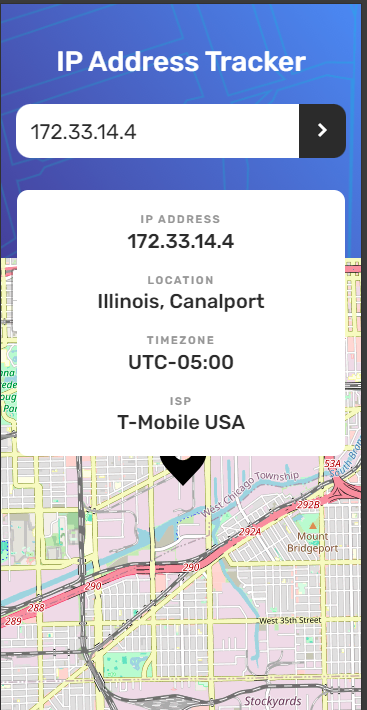 IP Address Tracker
172.33.14.4
IP ADDRESS
172.33.14.4
LOCATION
Illinois, Canalport
TIMEZONE
UTC-05:00
ISP
T-Mobile USA
53A
South Bran
West Chicago Township
292B
292A
Mount
Bridgeport
290
290
288
289
West 35th Street
Stockyards